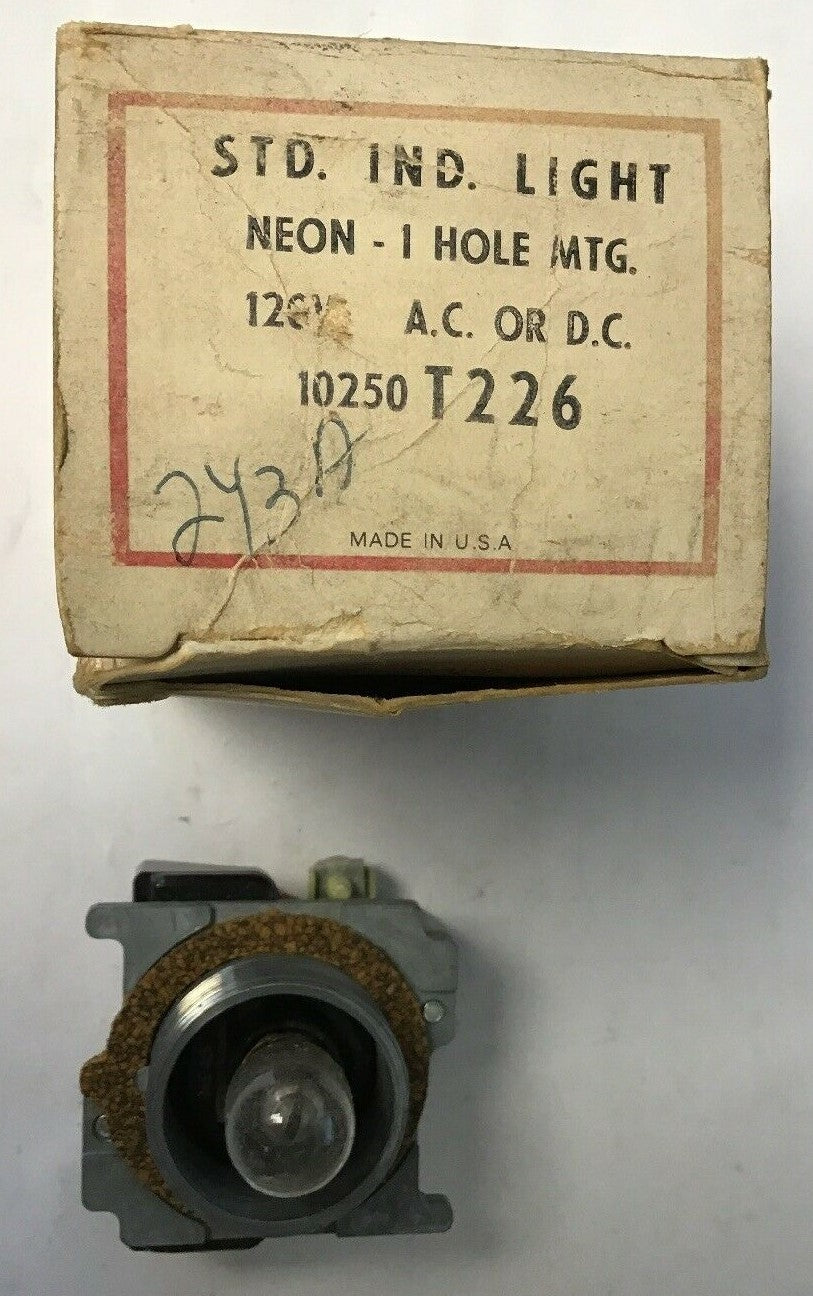 STD. IND. LIGHT
NEON - 1 HOLE MTG.
A.C. OR D.C.
10250 T226
243A
MADE IN U.S.A